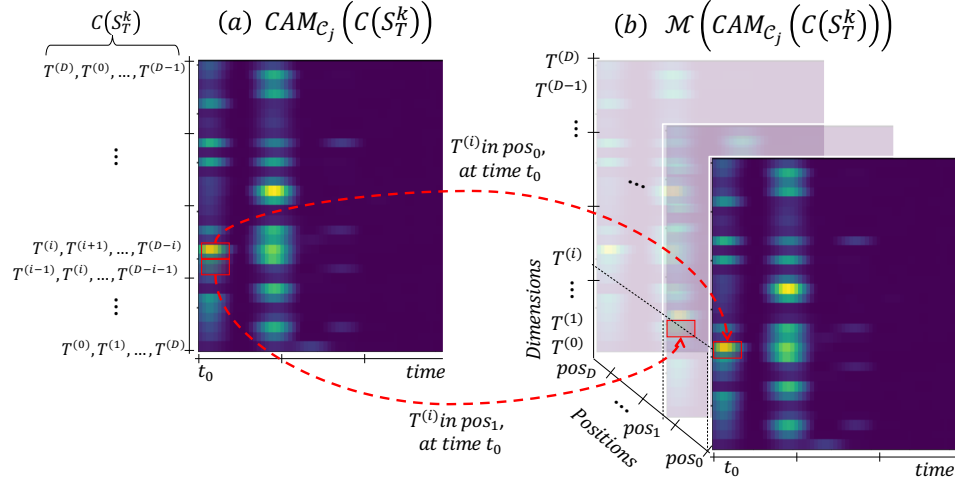 C(S_T^k)
(a) CAM_{C_j}(C(S_T^k))
(b) M(CAM_{C_j}(C(S_T^k)))
T^{(D)}, T^{(0)}, ..., T^{(D-1)}
...
T^{(i)}, T^{(i+1)}, ..., T^{(D-i)}
T^{(i-1)}, T^{(i)}, ..., T^{(D-i-1)}
...
T^{(0)}, T^{(1)}, ..., T^{(D)}
t_0
time
T^{(i)} in pos_0,
at time t_0
T^{(i)} in pos_1,
at time t_0
T^{(D)}
T^{(D-1)}
...
T^{(i)}
...
T^{(1)}
T^{(0)}
Dimensions
...
pos_D
...
pos_1
pos_0
Positions
t_0
time